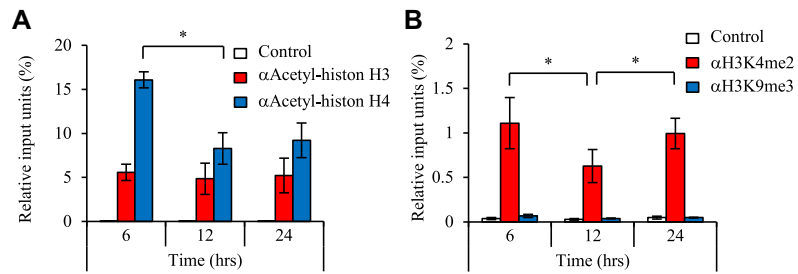 A
Relative input units (%)
20
15
10
5
0
*
Control
αAcetyl-histon H3
αAcetyl-histon H4
6 12 24
Time (hrs)
B
Relative input units (%)
2
1.5
1
0.5
0
* *
Control
αH3K4me2
αH3K9me3
6 12 24
Time (hrs)